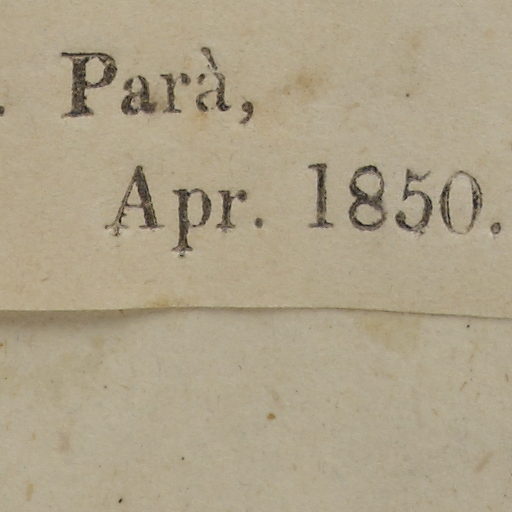 . Parà,
Apr. 1850.